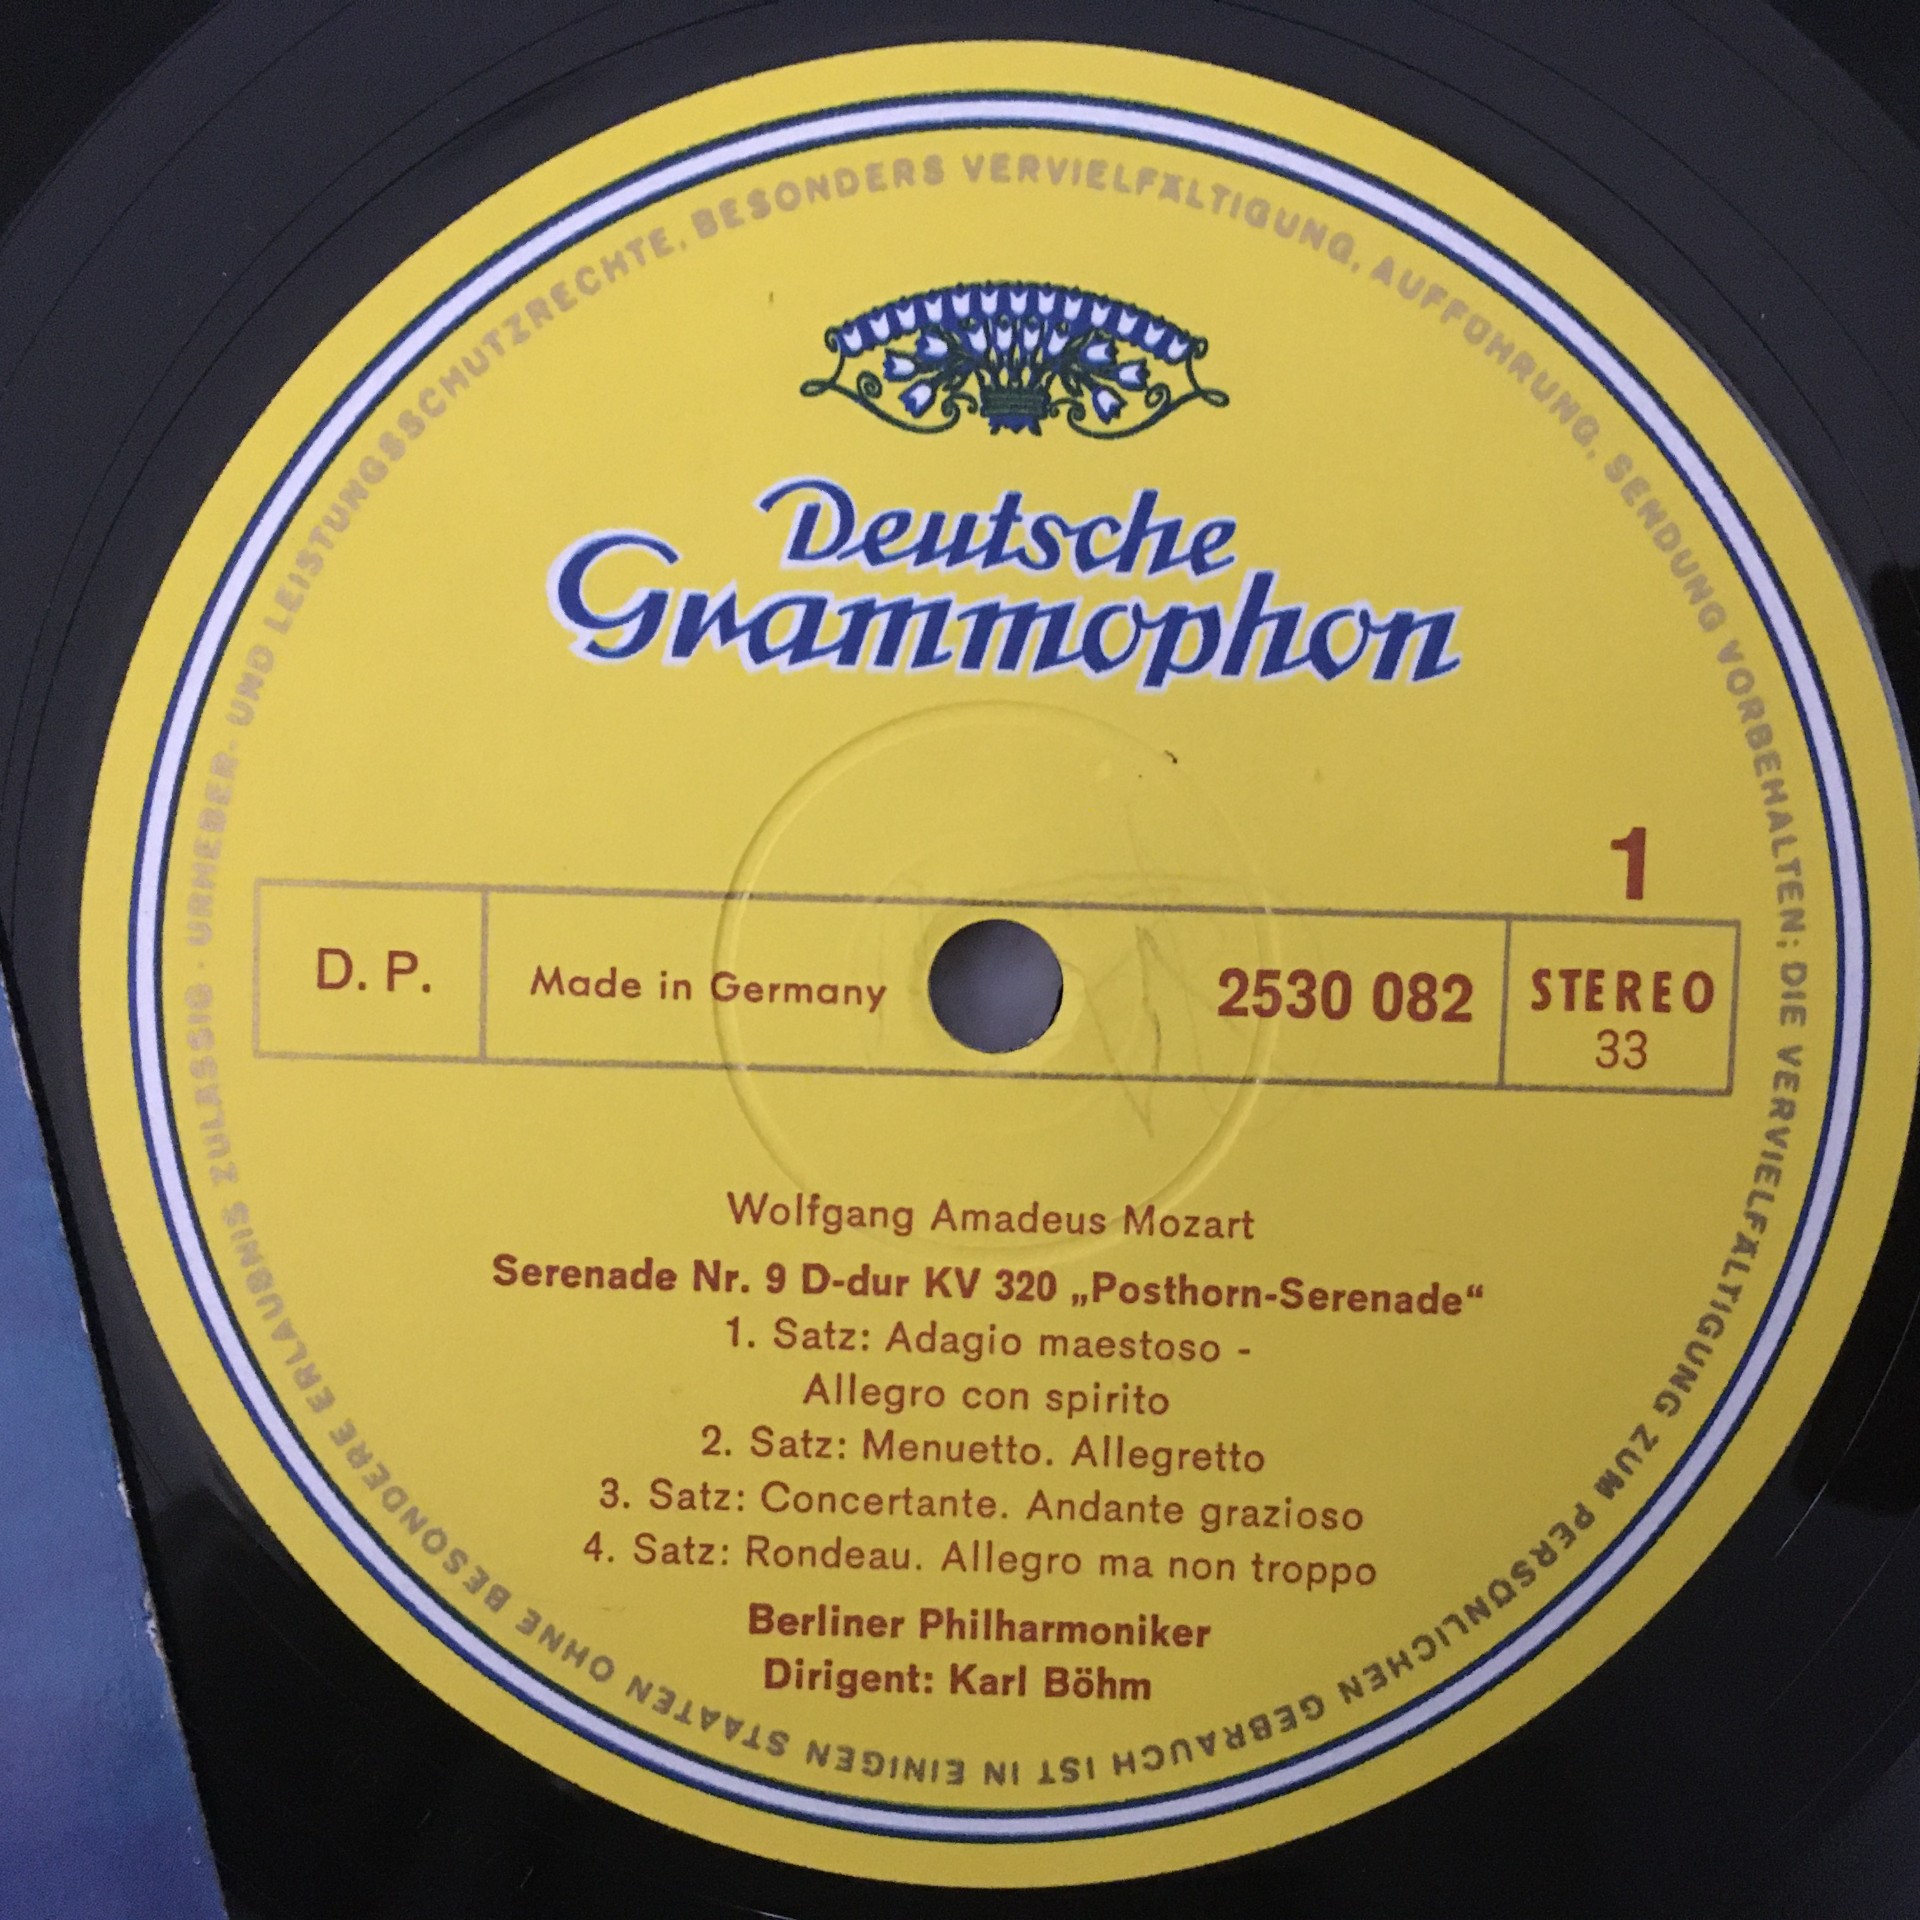 URHEBER- UND LEISTUNGSSCHUTZRECHTE, BESONDERS VERVIELFÄLTIGUNG, AUFFÜHRUNG, SENDUNG VORBEHALTEN; DIE VERVIELFÄLTIGUNG ZUM PERSÖNLICHEN GEBRAUCH IST IN EINIGEN STAATEN OHNE BESONDERE ERLAUBNIS ZULÄSSIG ·
Deutsche
Grammophon
1
D. P.
Made in Germany
2530 082
STEREO
33
Wolfgang Amadeus Mozart
Serenade Nr. 9 D-dur KV 320 „Posthorn-Serenade“
1. Satz: Adagio maestoso -
Allegro con spirito
2. Satz: Menuetto. Allegretto
3. Satz: Concertante. Andante grazioso
4. Satz: Rondeau. Allegro ma non troppo
Berliner Philharmoniker
Dirigent: Karl Böhm